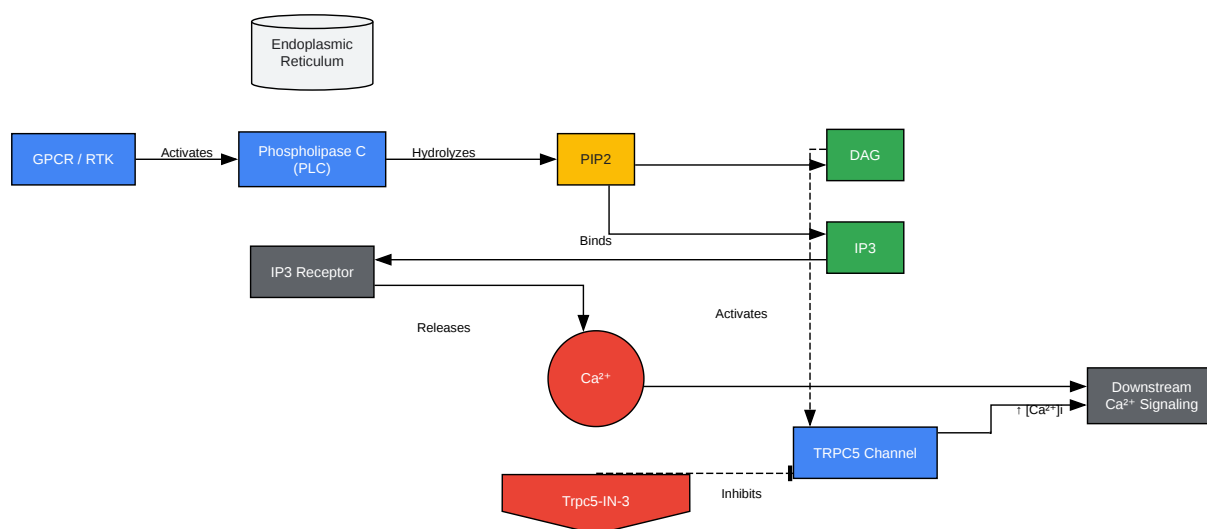 Endoplasmic
Reticulum
GPCR / RTK
Activates
Phospholipase C
(PLC)
Hydrolyzes
PIP2
DAG
Binds
IP3
IP3 Receptor
Releases
Activates
Ca²⁺
Downstream
Ca²⁺ Signaling
↑ [Ca²⁺]i
TRPC5 Channel
Trpc5-IN-3
Inhibits